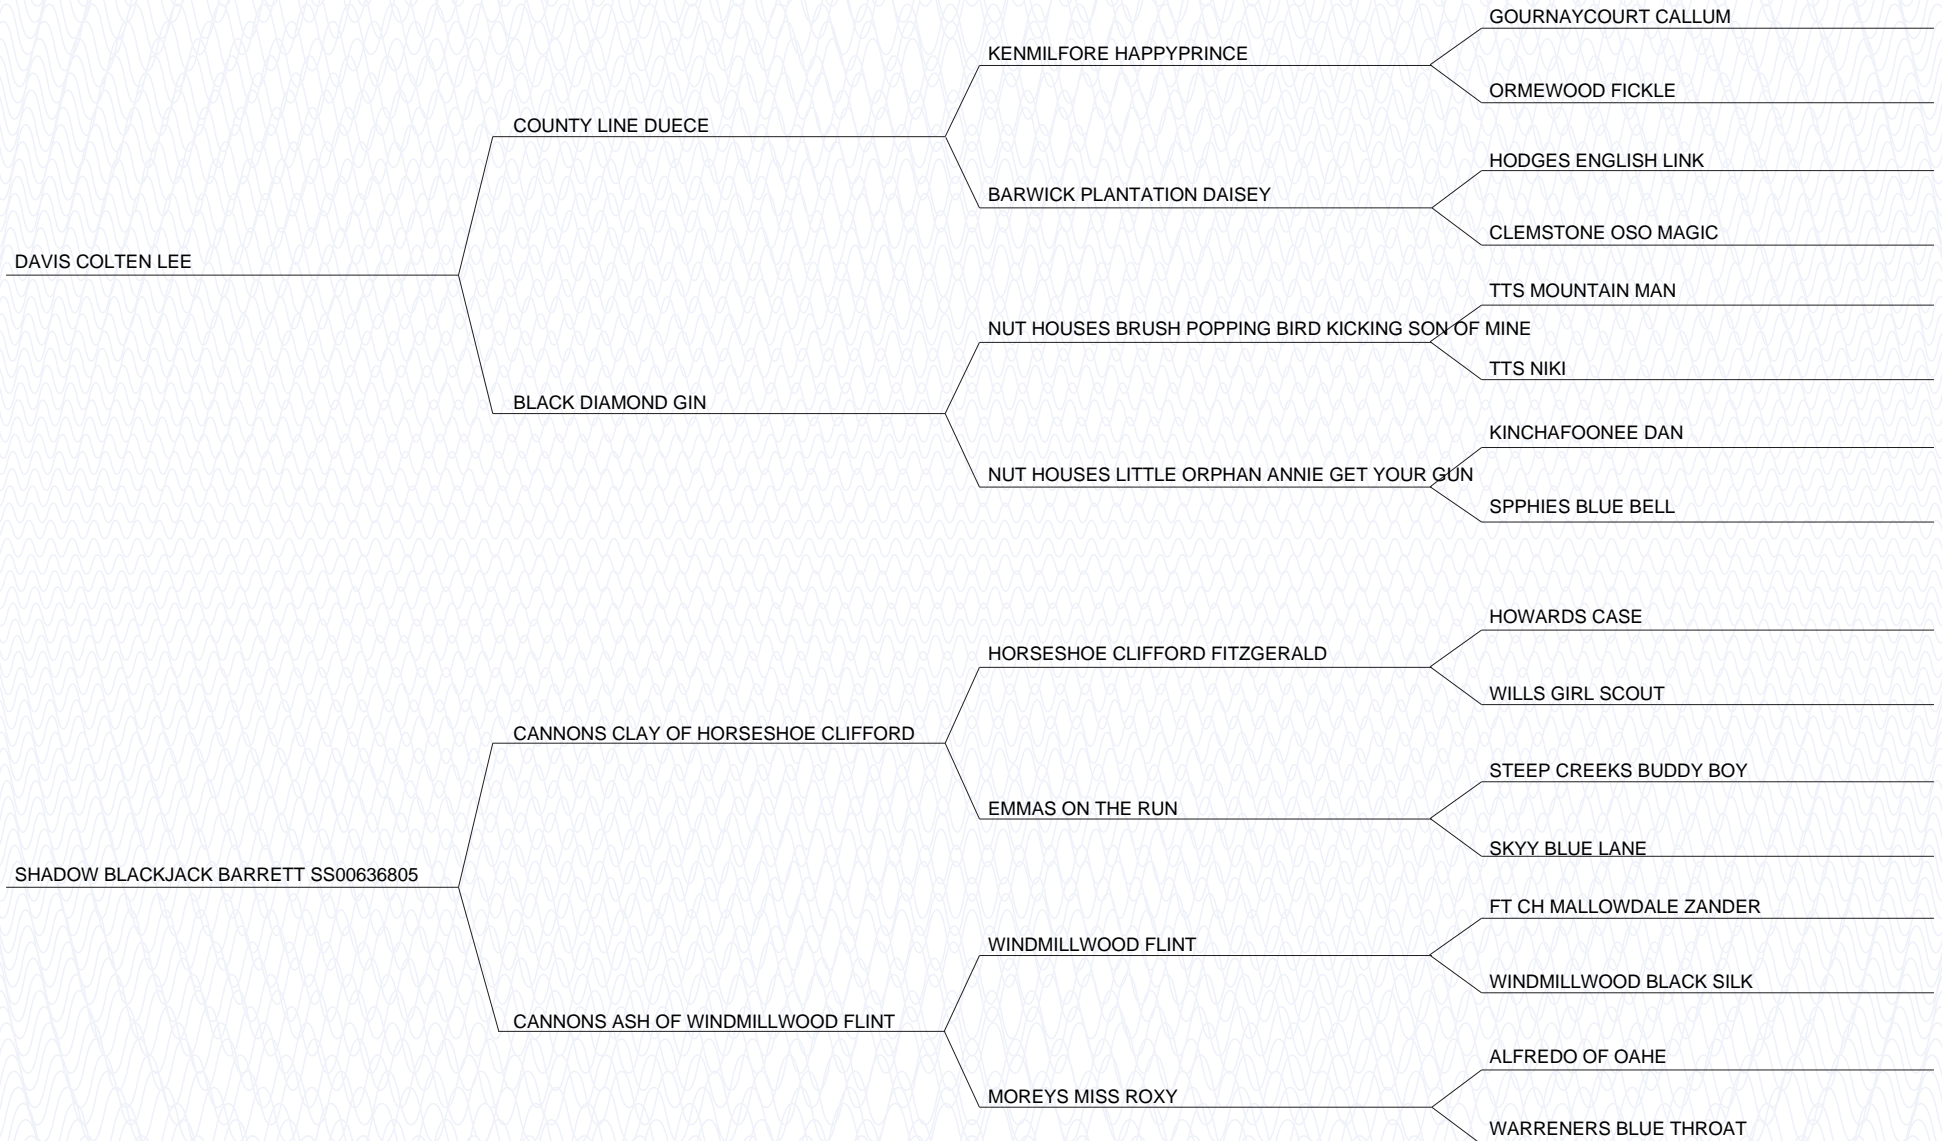 GOURNAYCOURT CALLUM
KENMILFORE HAPPYPRINCE
ORMEWOOD FICKLE
COUNTY LINE DUECE
HODGES ENGLISH LINK
BARWICK PLANTATION DAISEY
CLEMSTONE OSO MAGIC
DAVIS COLTEN LEE
TTS MOUNTAIN MAN
NUT HOUSES BRUSH POPPING BIRD KICKING SON OF MINE
TTS NIKI
BLACK DIAMOND GIN
KINCHAFOONEE DAN
NUT HOUSES LITTLE ORPHAN ANNIE GET YOUR GUN
SPPHIES BLUE BELL
HOWARDS CASE
HORSESHOE CLIFFORD FITZGERALD
WILLS GIRL SCOUT
CANNONS CLAY OF HORSESHOE CLIFFORD
STEEP CREEKS BUDDY BOY
EMMAS ON THE RUN
SKYY BLUE LANE
SHADOW BLACKJACK BARRETT SS00636805
FT CH MALLOWDALE ZANDER
WINDMILLWOOD FLINT
WINDMILLWOOD BLACK SILK
CANNONS ASH OF WINDMILLWOOD FLINT
ALFREDO OF OAHE
MOREYS MISS ROXY
WARRENERS BLUE THROAT